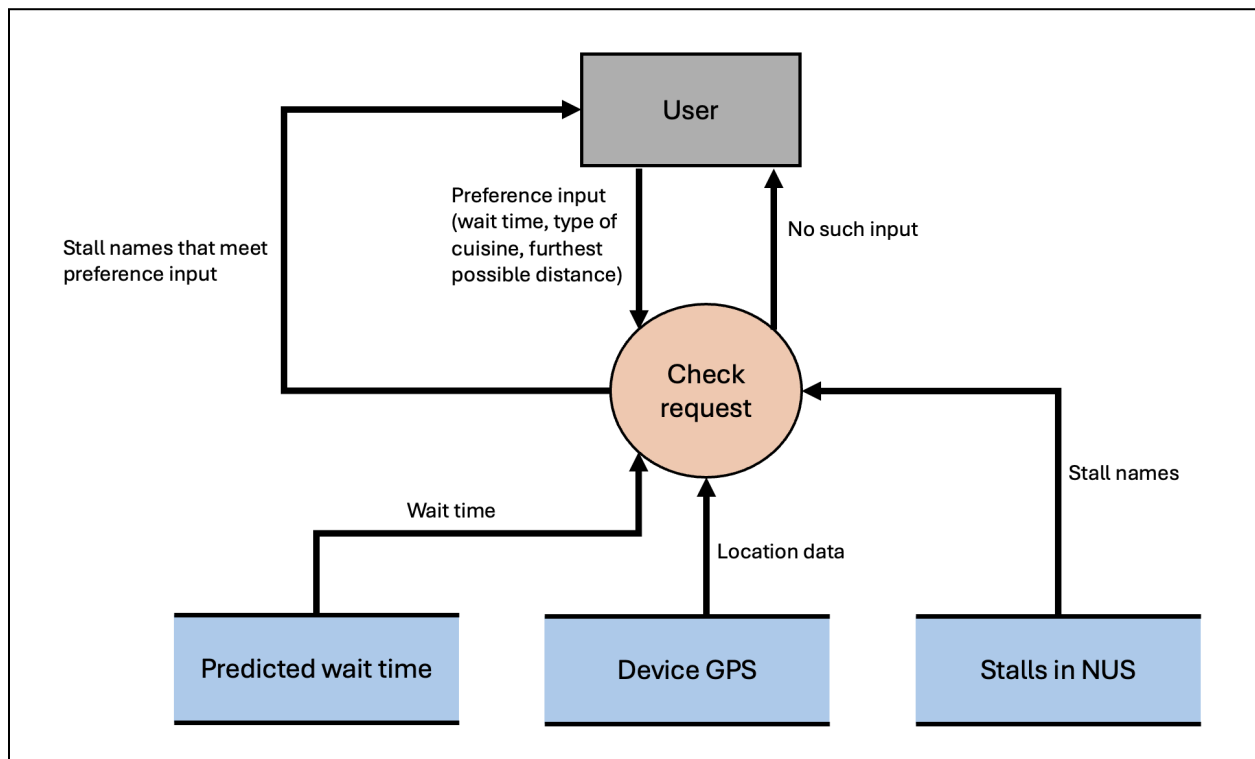 User
Preference input
(wait time, type of
cuisine, furthest
possible distance)
No such input
Stall names that meet
preference input
Check
request
Stall names
Wait time
Location data
Predicted wait time
Device GPS
Stalls in NUS